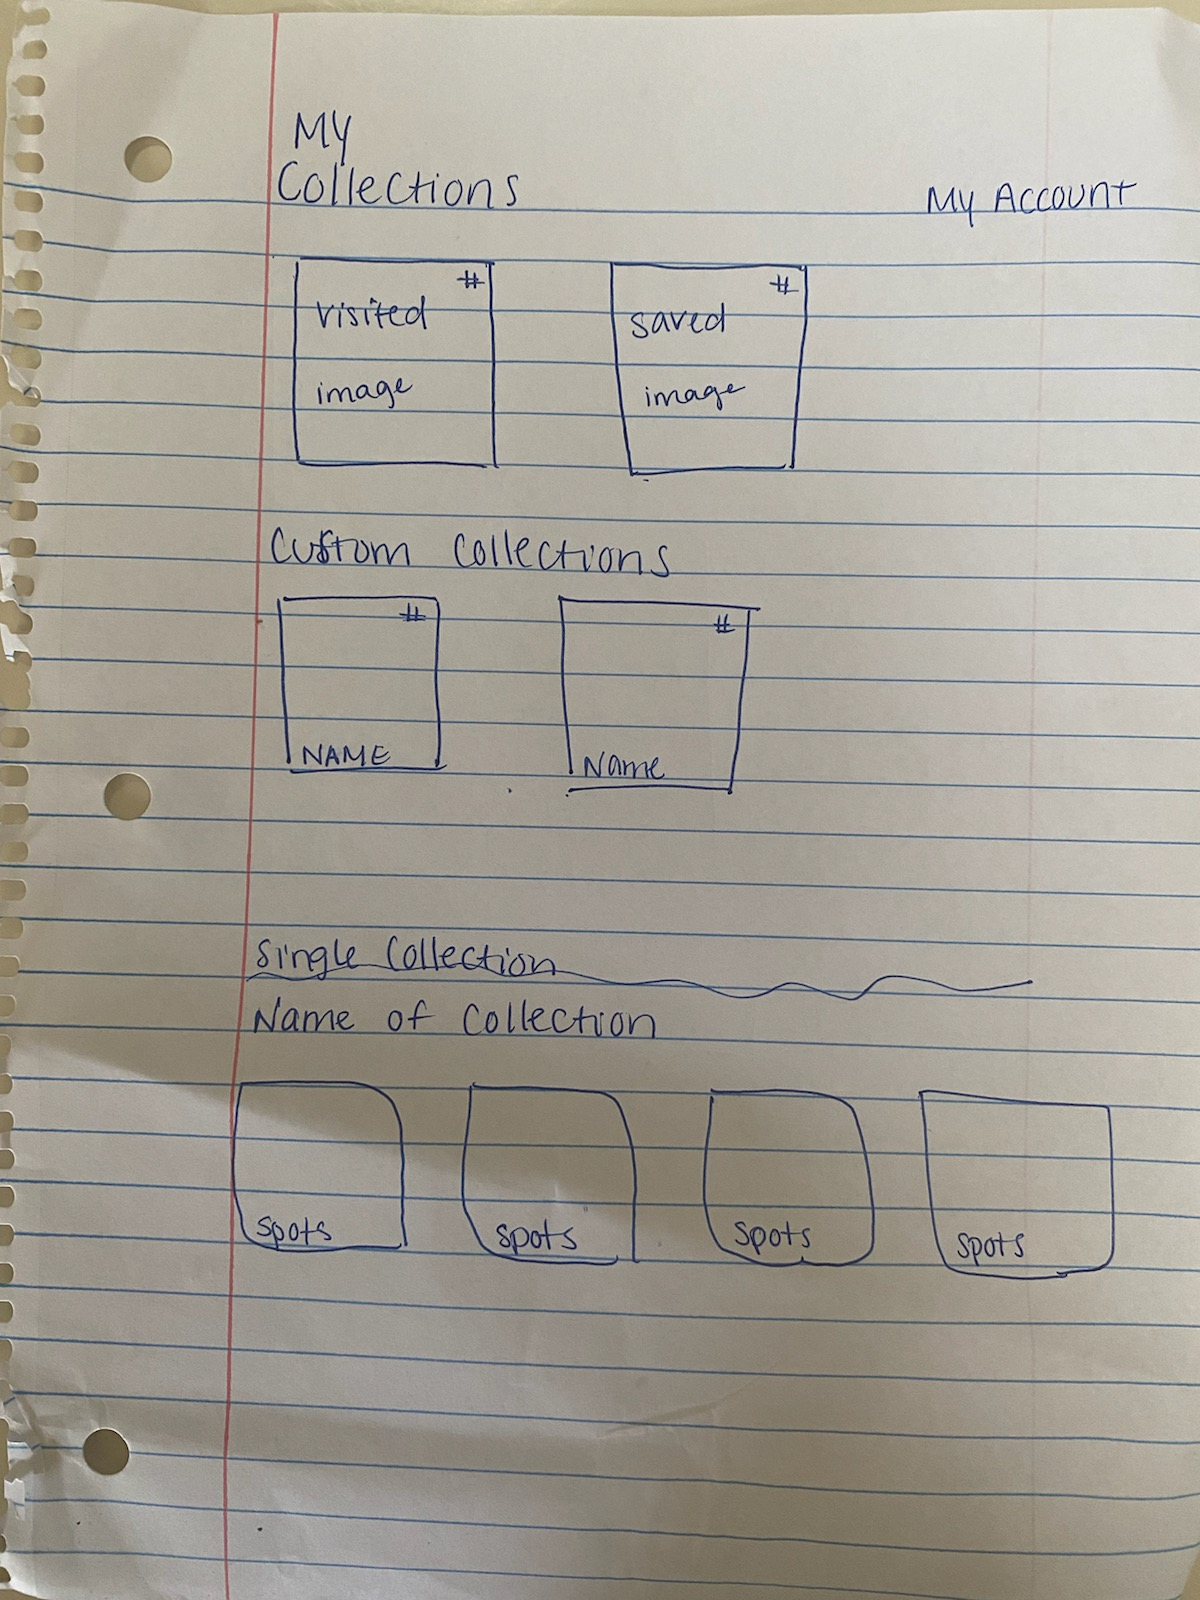 My
Collections
My Account
#
#
visited
saved
image
image
Custom Collections
#
#
NAME
Name
Single Collection
Name of Collection
spots
spots
spots
spots